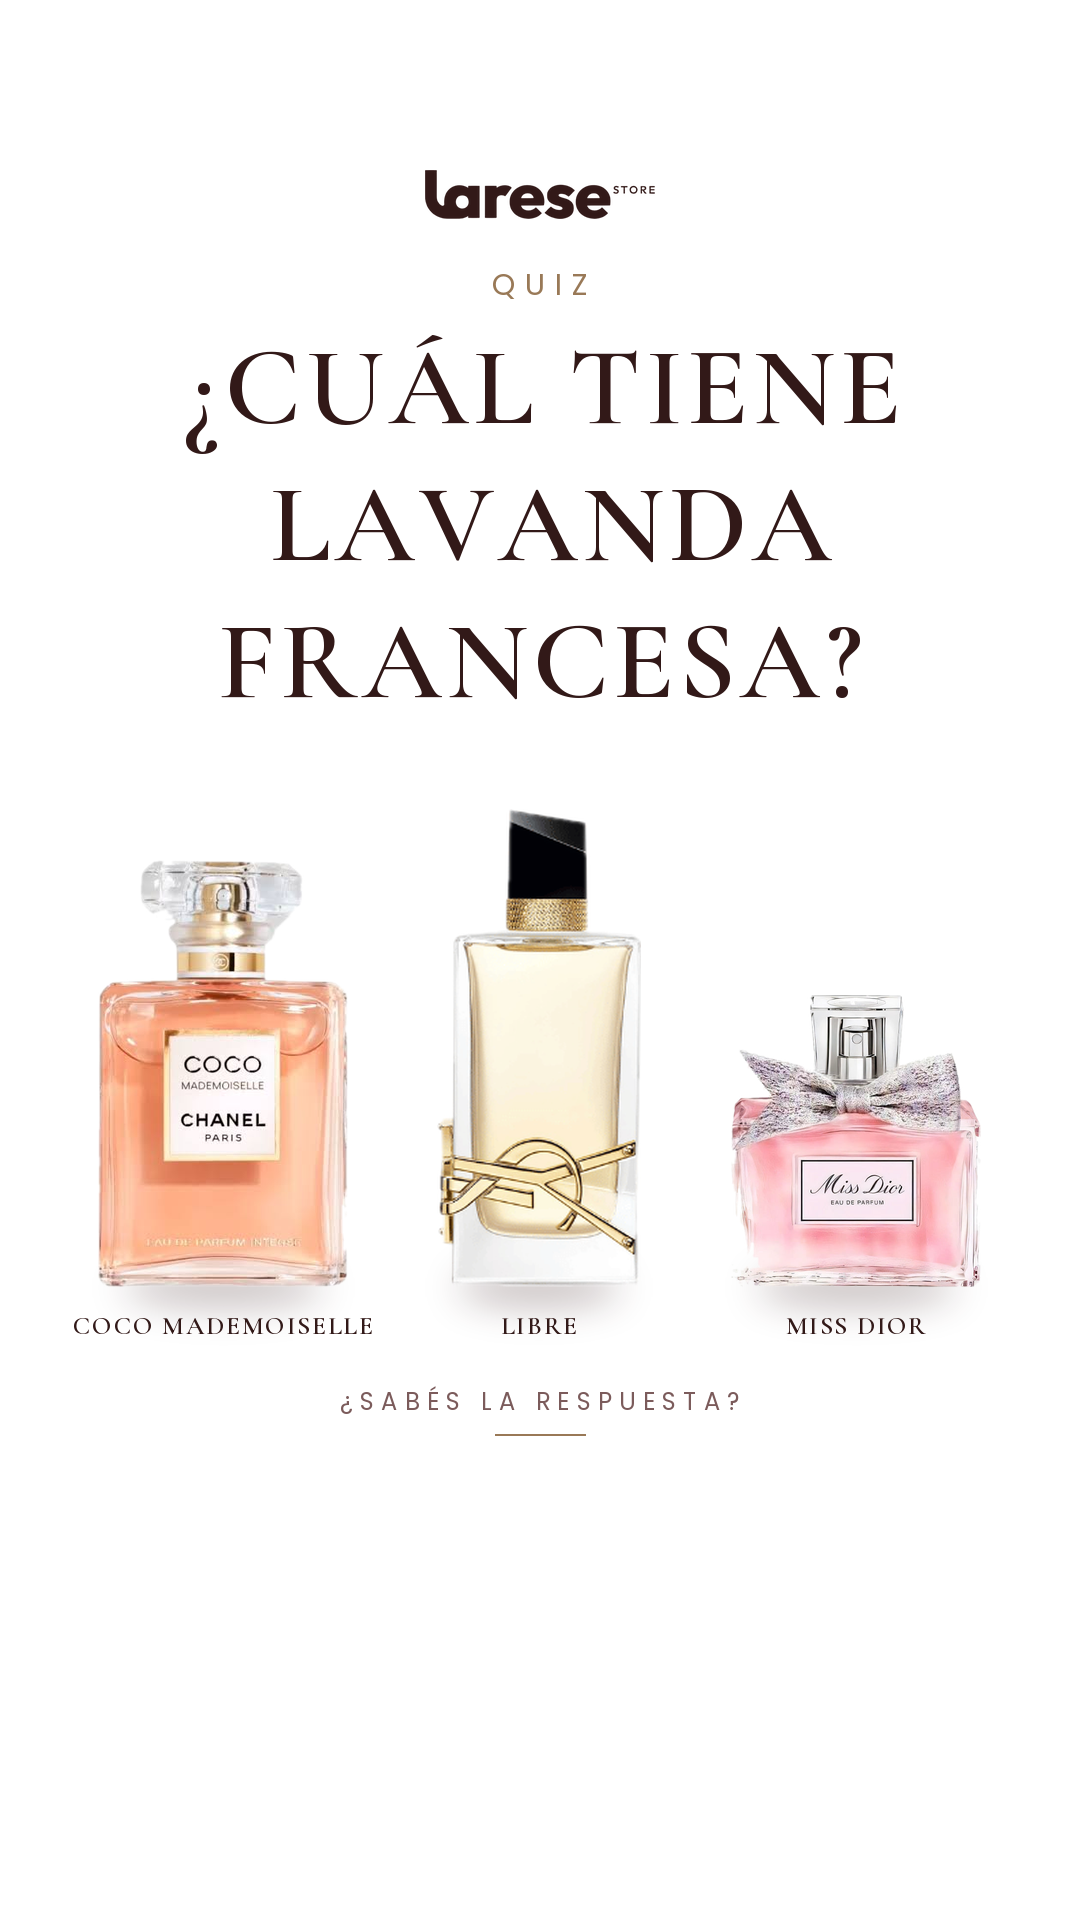 larese STORE
QUIZ
¿CUÁL TIENE
LAVANDA
FRANCESA?
COCO
MADEMOISELLE
CHANEL
PARIS
EAU DE PARFUM INTENSE
Miss Dior
EAU DE PARFUM
COCO MADEMOISELLE
LIBRE
MISS DIOR
¿SABÉS LA RESPUESTA?